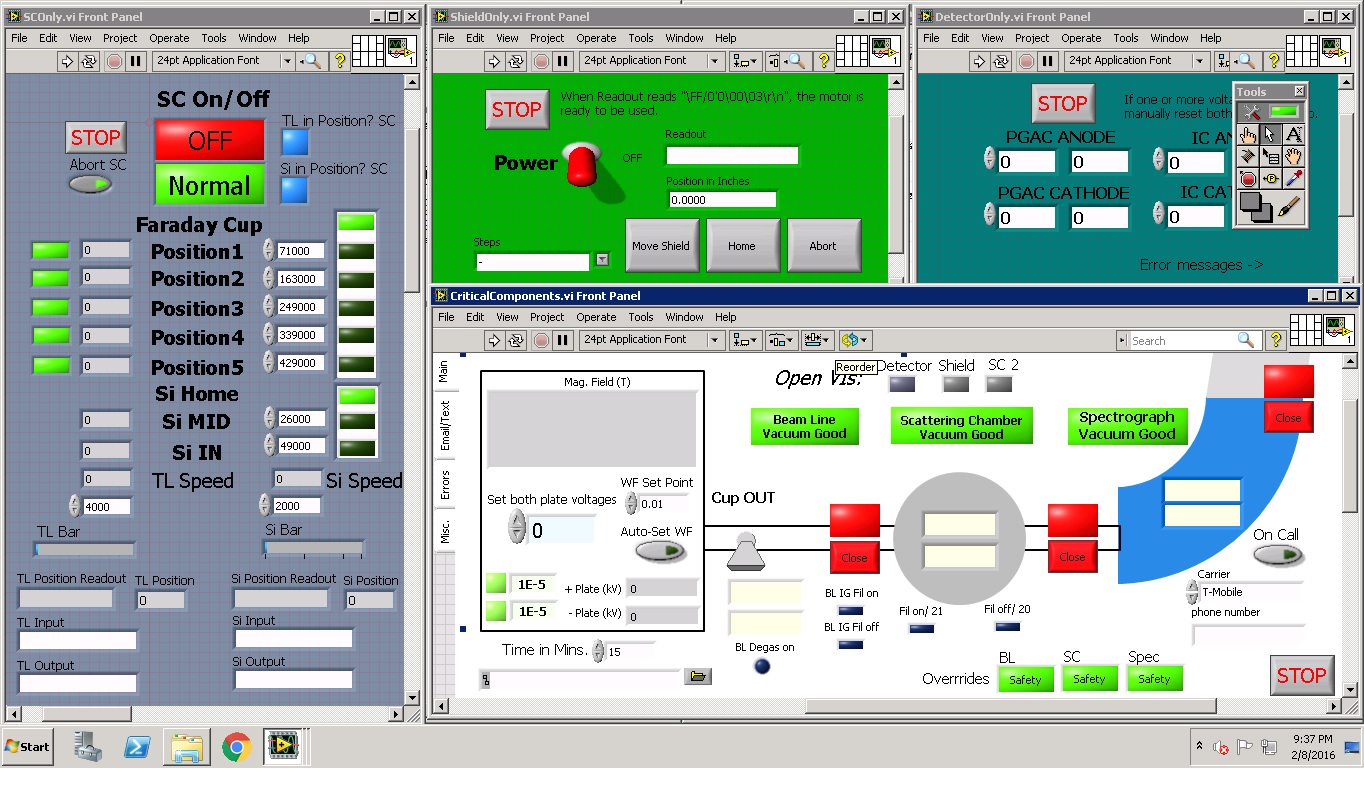 SCOnly.vi Front Panel
File Edit View Project Operate Tools Window Help
24pt Application Font
SC On/Off
STOP
OFF
TL in Position? SC
Abort SC
Normal
Si in Position? SC
Faraday Cup
0 Position1 71000
0 Position2 163000
0 Position3 249000
0 Position4 339000
0 Position5 429000
Si Home
0 Si MID 26000
0 Si IN 49000
0 TL Speed 0 Si Speed
4000 2000
TL Bar Si Bar
TL Position Readout TL Position Si Position Readout Si Position
0 0
TL Input Si Input
TL Output Si Output
ShieldOnly.vi Front Panel
File Edit View Project Operate Tools Window Help
24pt Application Font
STOP
When Readout reads "\FF/0'0\00\03\r\n", the motor is
ready to be used.
Readout
Power OFF
Position in Inches
0.0000
Steps
-
Move Shield Home Abort
DetectorOnly.vi Front Panel
File Edit View Project Operate Tools Window Help
24pt Application Font
Tools
STOP
If one or more volta
manually reset both
PGAC ANODE IC AN
0 0 0
PGAC CATHODE IC CAT
0 0 0
Error messages ->
CriticalComponents.vi Front Panel
File Edit View Project Operate Tools Window Help
24pt Application Font
Search
Reorder
Main
Email/Text
Errors
Misc.
Mag. Field (T)
Open VIs: Detector Shield SC 2
Beam Line
Vacuum Good
Scattering Chamber
Vacuum Good
Spectrograph
Vacuum Good
Close
WF Set Point
Set both plate voltages
0.01
0
Auto-Set WF
Cup OUT
Close
Close
1E-5 + Plate (kV) 0
1E-5 - Plate (kV) 0
BL IG Fil on
BL IG Fil off
Fil on/ 21
Fil off/ 20
BL Degas on
On Call
Carrier
T-Mobile
phone number
Time in Mins. 15
BL SC Spec
Overrrides Safety Safety Safety
STOP
Start
9:37 PM
2/8/2016